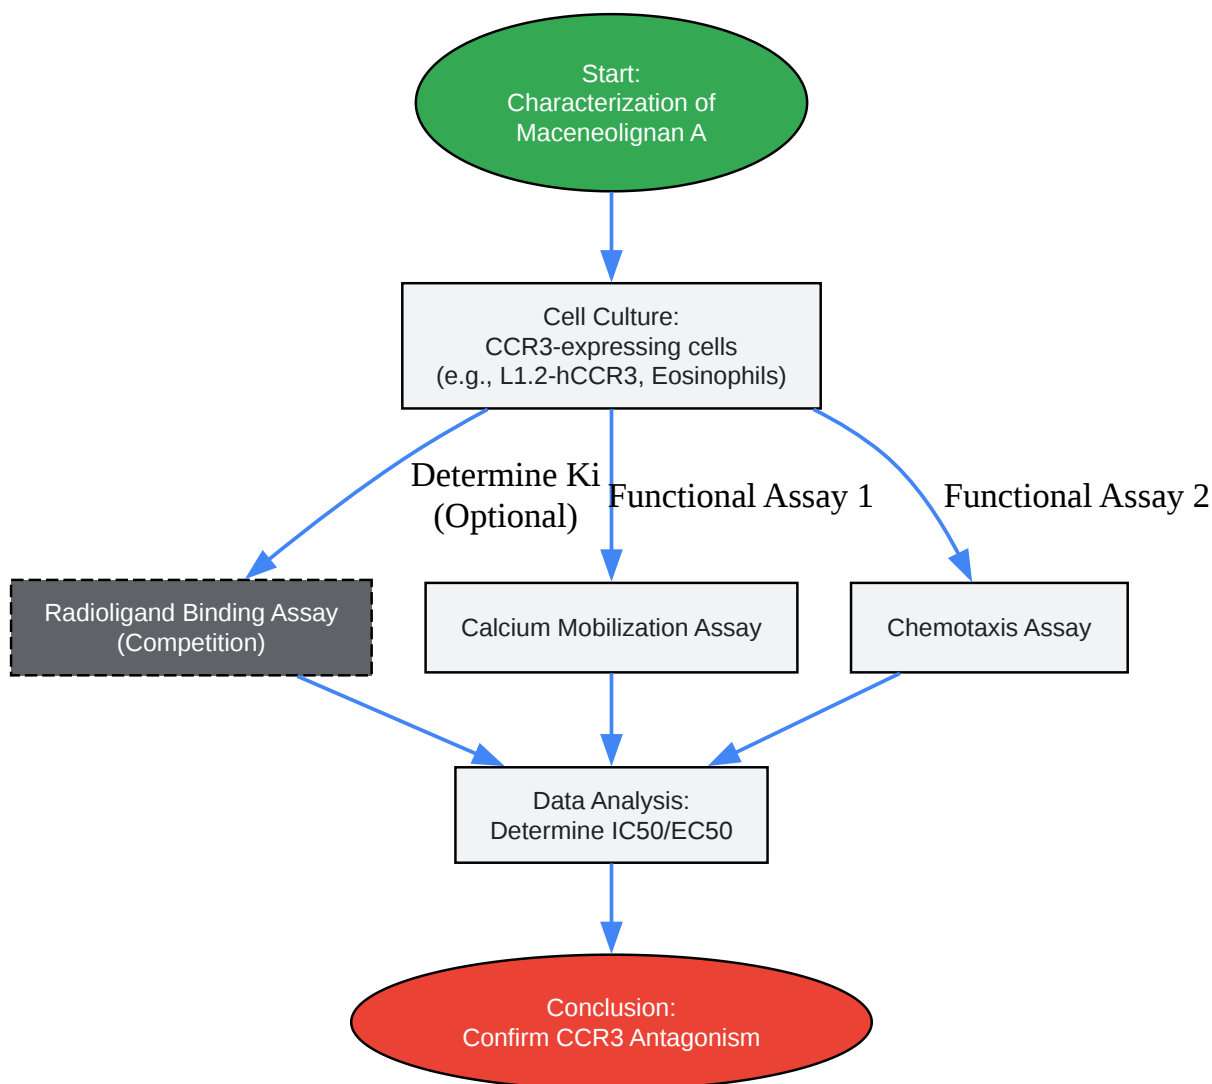 Start:
Characterization of
Maceneolignan A
Cell Culture:
CCR3-expressing cells
(e.g., L1.2-hCCR3, Eosinophils)
Determine Ki
(Optional)
Functional Assay 1
Functional Assay 2
Radioligand Binding Assay
(Competition)
Calcium Mobilization Assay
Chemotaxis Assay
Data Analysis:
Determine IC50/EC50
Conclusion:
Confirm CCR3 Antagonism